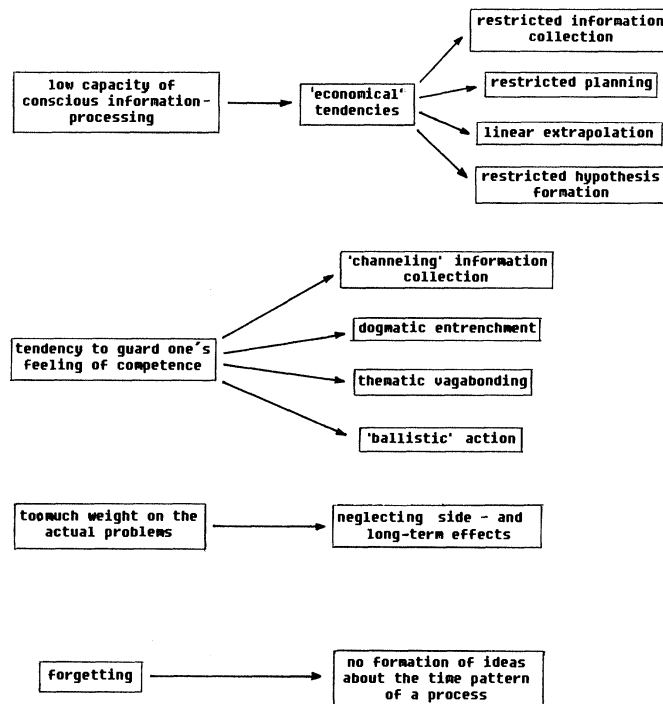 low capacity of
conscious information-
processing
'economical'
tendencies
restricted information
collection
restricted planning
linear extrapolation
restricted hypothesis
formation
tendency to guard one's
feeling of competence
'channeling' information
collection
dogmatic entrenchment
thematic vagabonding
'ballistic' action
toomuch weight on the
actual problems
neglecting side - and
long-term effects
forgetting
no formation of ideas
about the time pattern
of a process